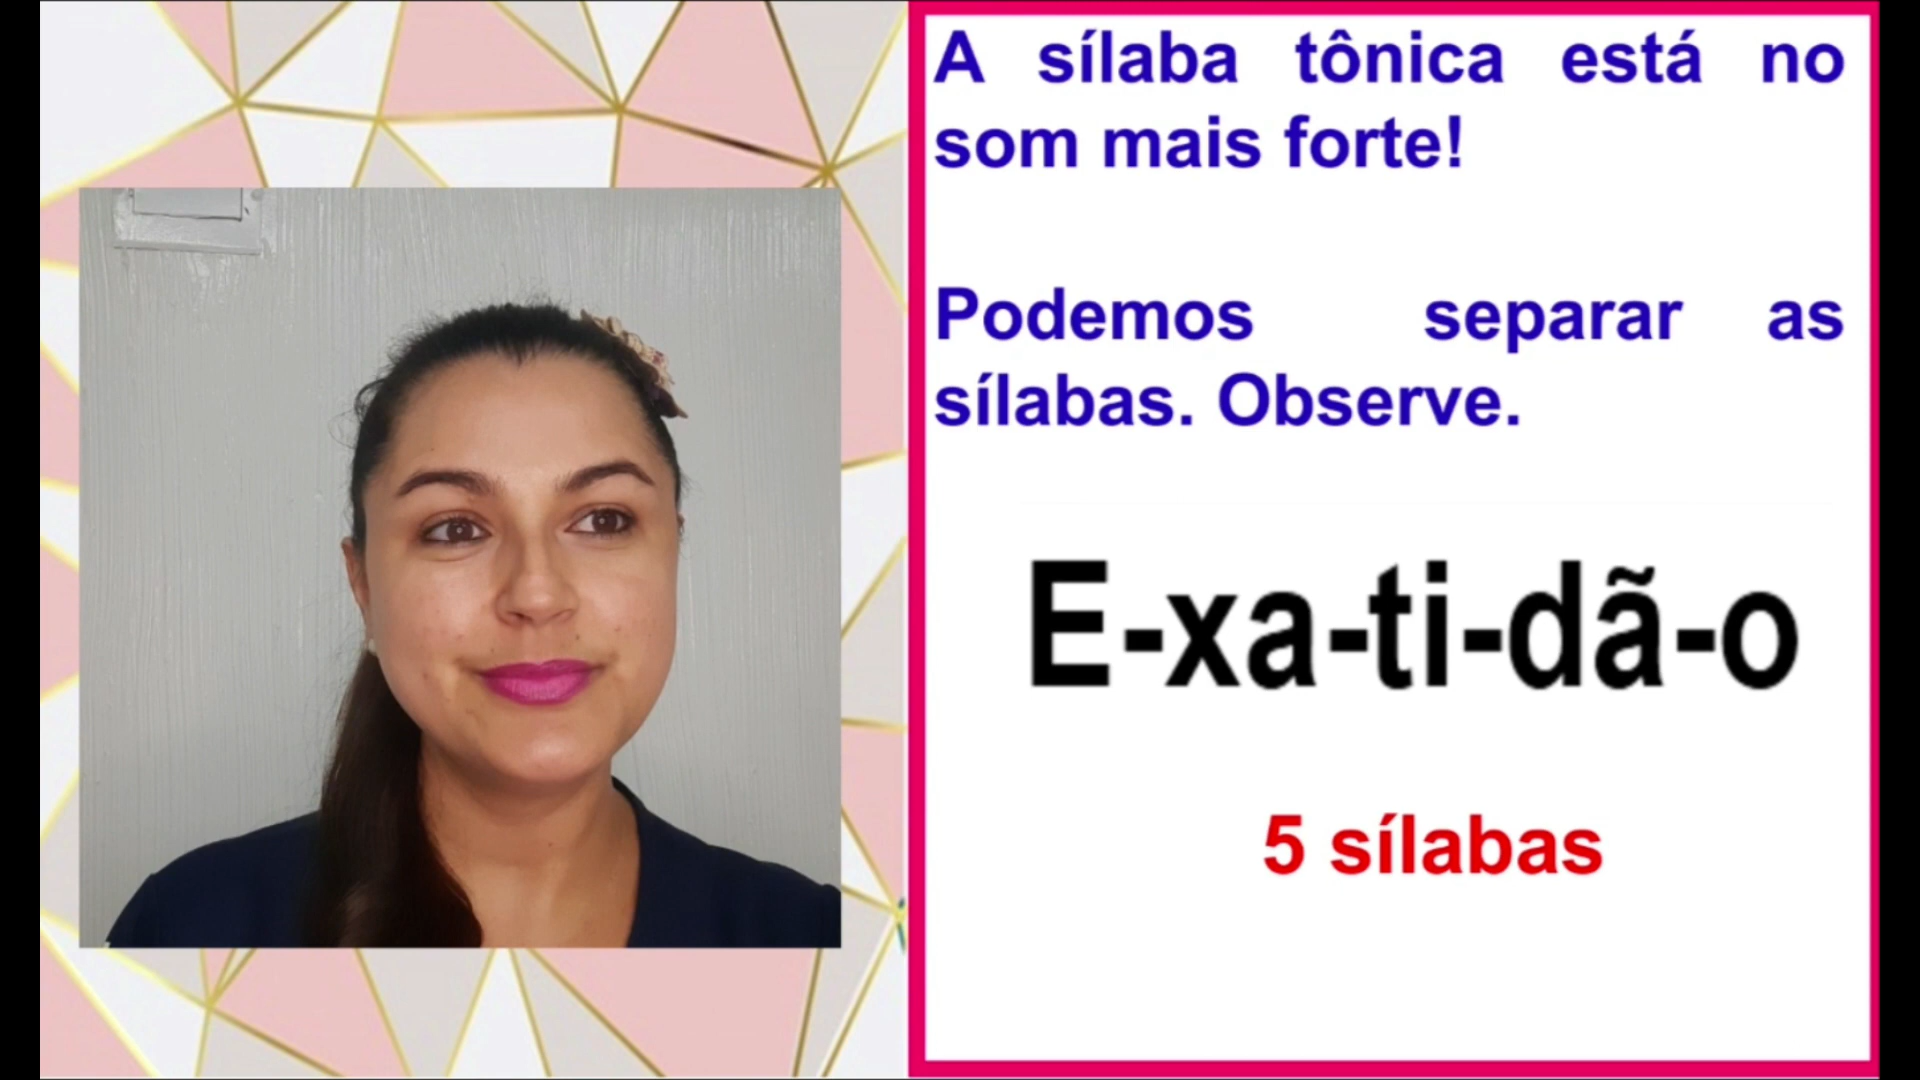 A sílaba tônica está no
som mais forte!
Podemos separar as
sílabas. Observe.
E-xa-ti-dã-o
5 sílabas